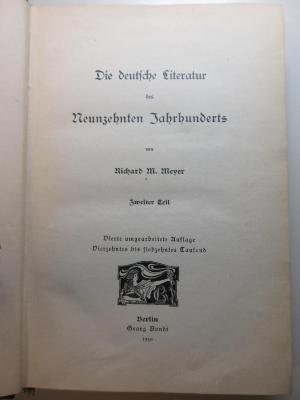 Die deutsche Literatur
des
Neunzehnten Jahrhunderts
von
Richard M. Meyer
Zweiter Teil
Vierte umgearbeitete Auflage
Vierzehntes bis siebzehntes Tausend
Berlin
Georg Bondi
1910